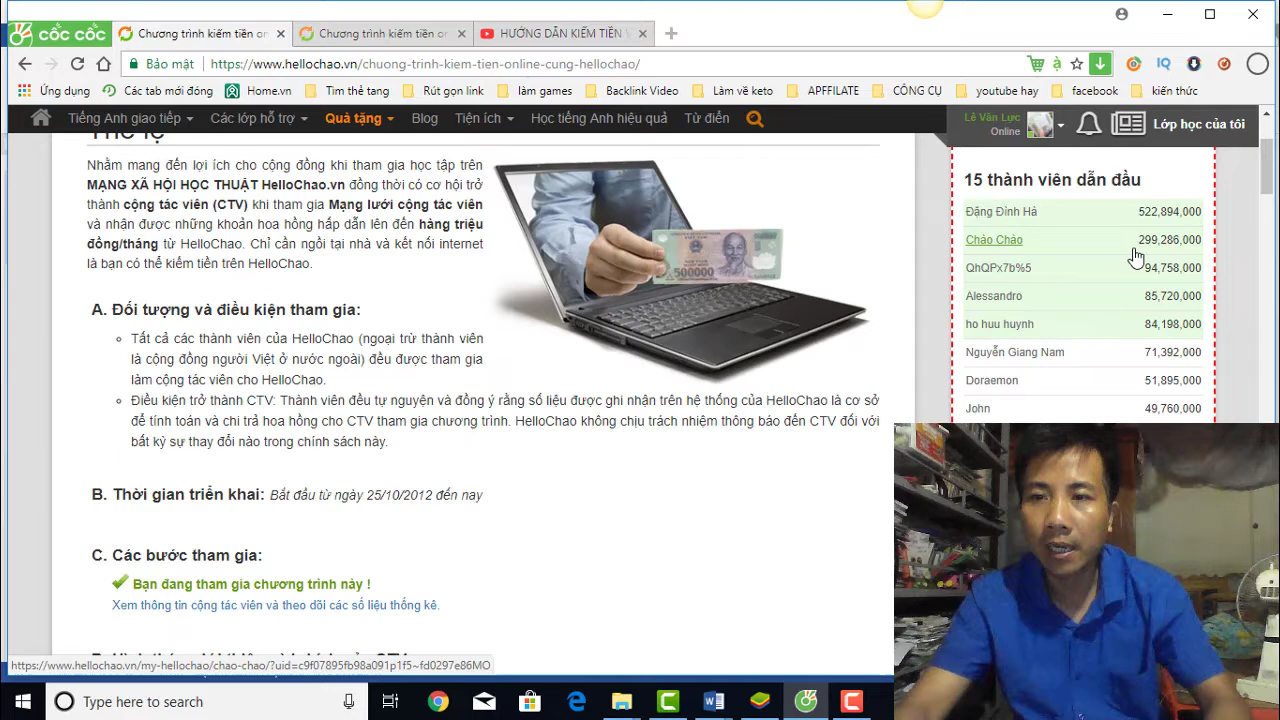 cốc cốc
Chương trình kiếm tiền on
Chương trình kiếm tiền on
HƯỚNG DẪN KIẾM TIỀN V
Bảo mật
https://www.hellochao.vn/chuong-trinh-kiem-tien-online-cung-hellochao/
Ứng dụng
Các tab mới đóng
Home.vn
Tìm thẻ tang
Rút gọn link
làm games
Backlink Video
Làm về keto
APFFILATE
CÔNG CỤ
youtube hay
facebook
kiến thức
Tiếng Anh giao tiếp
Các lớp hỗ trợ
Quà tặng
Blog
Tiện ích
Học tiếng Anh hiệu quả
Từ điển
Lê Văn Lực
Online
Lớp học của tôi
Thể lệ
Nhằm mang đến lợi ích cho cộng đồng khi tham gia học tập trên
MẠNG XÃ HỘI HỌC THUẬT HelloChao.vn đồng thời có cơ hội trở
thành cộng tác viên (CTV) khi tham gia Mạng lưới cộng tác viên
và nhận được những khoản hoa hồng hấp dẫn lên đến hàng triệu
đồng/tháng từ HelloChao. Chỉ cần ngồi tại nhà và kết nối internet
là bạn có thể kiếm tiền trên HelloChao.
500000
A. Đối tượng và điều kiện tham gia:
Tất cả các thành viên của HelloChao (ngoại trừ thành viên
là cộng đồng người Việt ở nước ngoài) đều được tham gia
làm cộng tác viên cho HelloChao.
Điều kiện trở thành CTV: Thành viên đều tự nguyện và đồng ý rằng số liệu được ghi nhận trên hệ thống của HelloChao là cơ sở
để tính toán và chi trả hoa hồng cho CTV tham gia chương trình. HelloChao không chịu trách nhiệm thông báo đến CTV đối với
bất kỳ sự thay đổi nào trong chính sách này.
B. Thời gian triển khai: Bắt đầu từ ngày 25/10/2012 đến nay
C. Các bước tham gia:
Bạn đang tham gia chương trình này !
Xem thông tin cộng tác viên và theo dõi các số liệu thống kê.
15 thành viên dẫn đầu
Đặng Đình Hà 522,894,000
Chào Chào 299,286,000
QhQPx7b%5 94,758,000
Alessandro 85,720,000
ho huu huynh 84,198,000
Nguyễn Giang Nam 71,392,000
Doraemon 51,895,000
John 49,760,000
https://www.hellochao.vn/my-hellochao/chao-chao/?uid=c9f07895fb98a091p1f5~fd0297e86MO
Type here to search